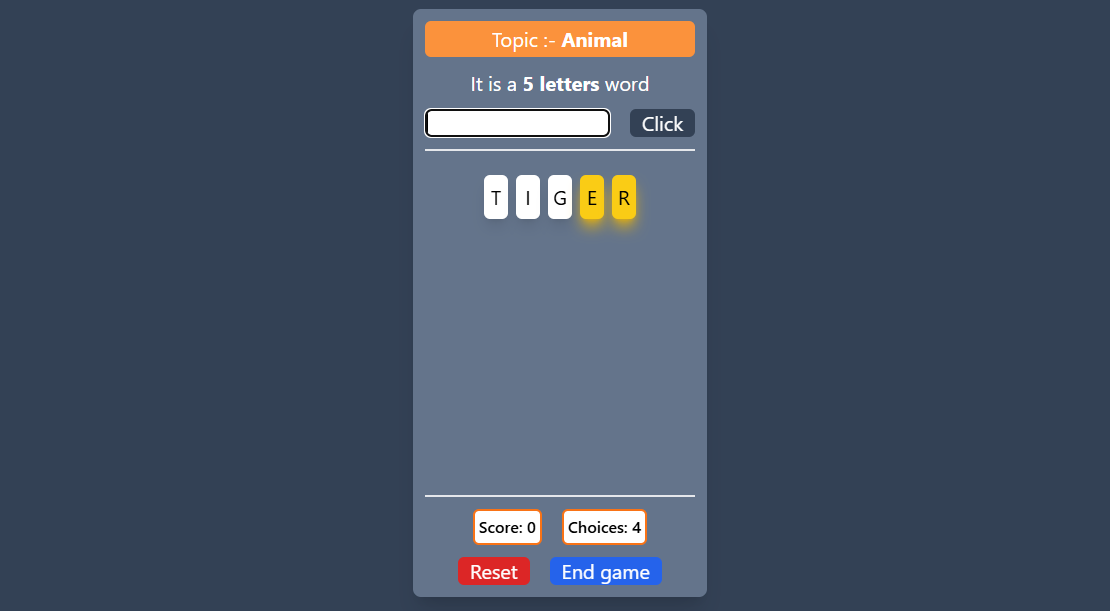 Topic :- Animal
It is a 5 letters word
Click
T I G E R
Score: 0 Choices: 4
Reset End game